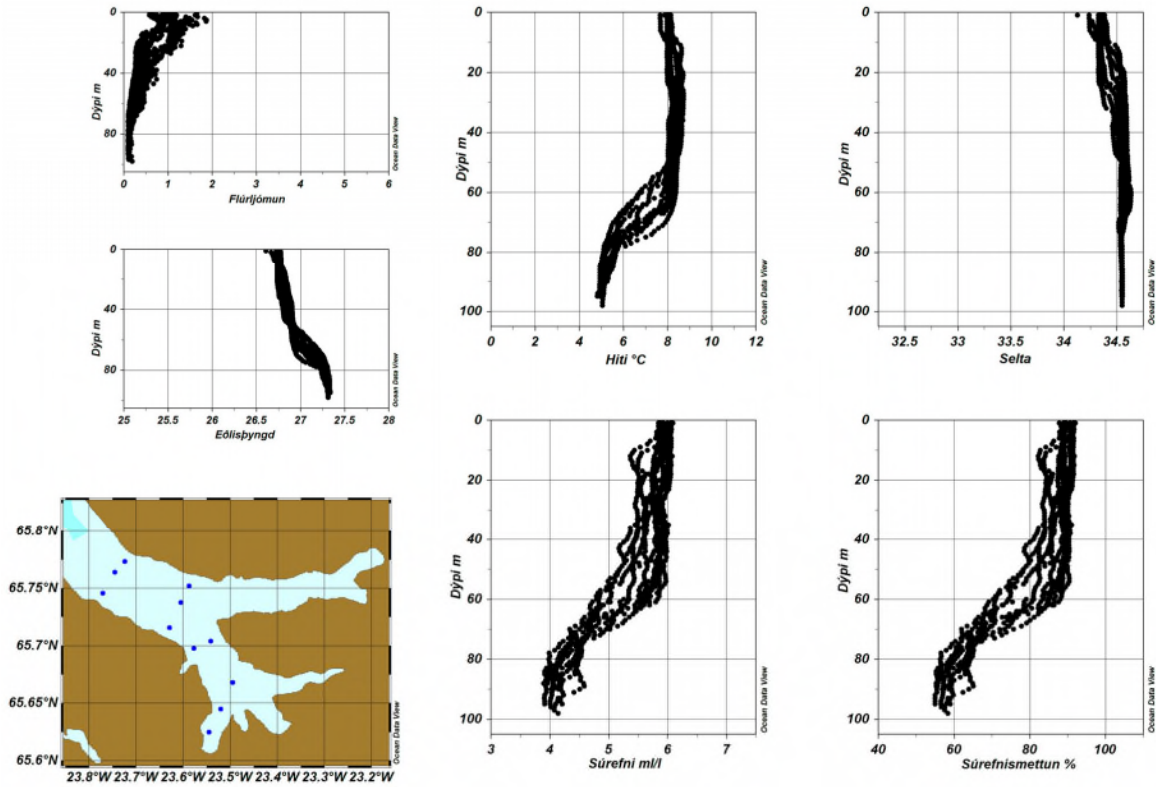 0
40
80
Dýpi m
0 1 2 3 4 5 6
Flúrljómun
Ocean Data View
0
20
40
60
80
100
Dýpi m
0 2 4 6 8 10 12
Hiti °C
Ocean Data View
0
20
40
60
80
100
Dýpi m
32.5 33 33.5 34 34.5
Selta
Ocean Data View
0
40
80
Dýpi m
25 25.5 26 26.5 27 27.5 28
Eðlisþyngd
Ocean Data View
65.8°N
65.75°N
65.7°N
65.65°N
65.6°N
23.8°W 23.7°W 23.6°W 23.5°W 23.4°W 23.3°W 23.2°W
Ocean Data View
0
20
40
60
80
100
Dýpi m
3 4 5 6 7
Súrefni ml/l
Ocean Data View
0
20
40
60
80
100
Dýpi m
40 60 80 100
Súrefnismettun %
Ocean Data View